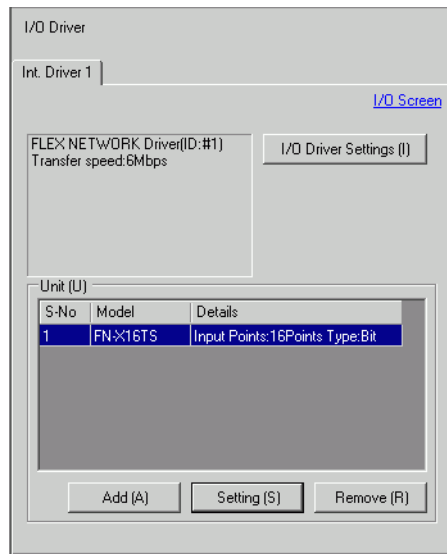 I/O Driver
Int. Driver 1
I/O Screen
FLEX NETWORK Driver(ID:#1)
Transfer speed:6Mbps
I/O Driver Settings (I)
Unit (U)
S-No Model Details
1 FN-X16TS Input Points:16Points Type:Bit
Add (A) Setting (S) Remove (R)